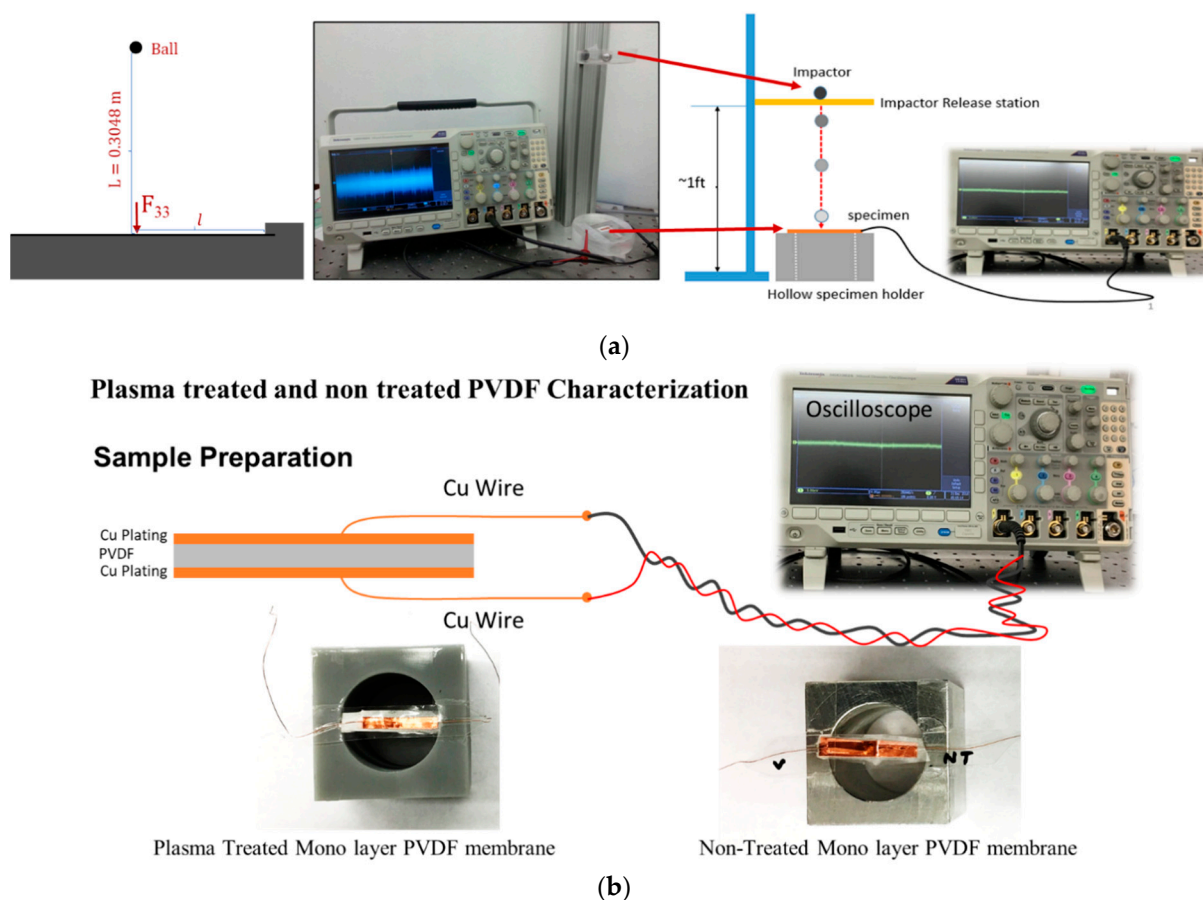 Ball
L = 0.3048 m
F33
l
Impactor
Impactor Release station
~1ft
specimen
Hollow specimen holder
1
(a)
Plasma treated and non treated PVDF Characterization
Sample Preparation
Cu Wire
Cu Plating
PVDF
Cu Plating
Cu Wire
Oscilloscope
V
NT
Plasma Treated Mono layer PVDF membrane
Non-Treated Mono layer PVDF membrane
(b)